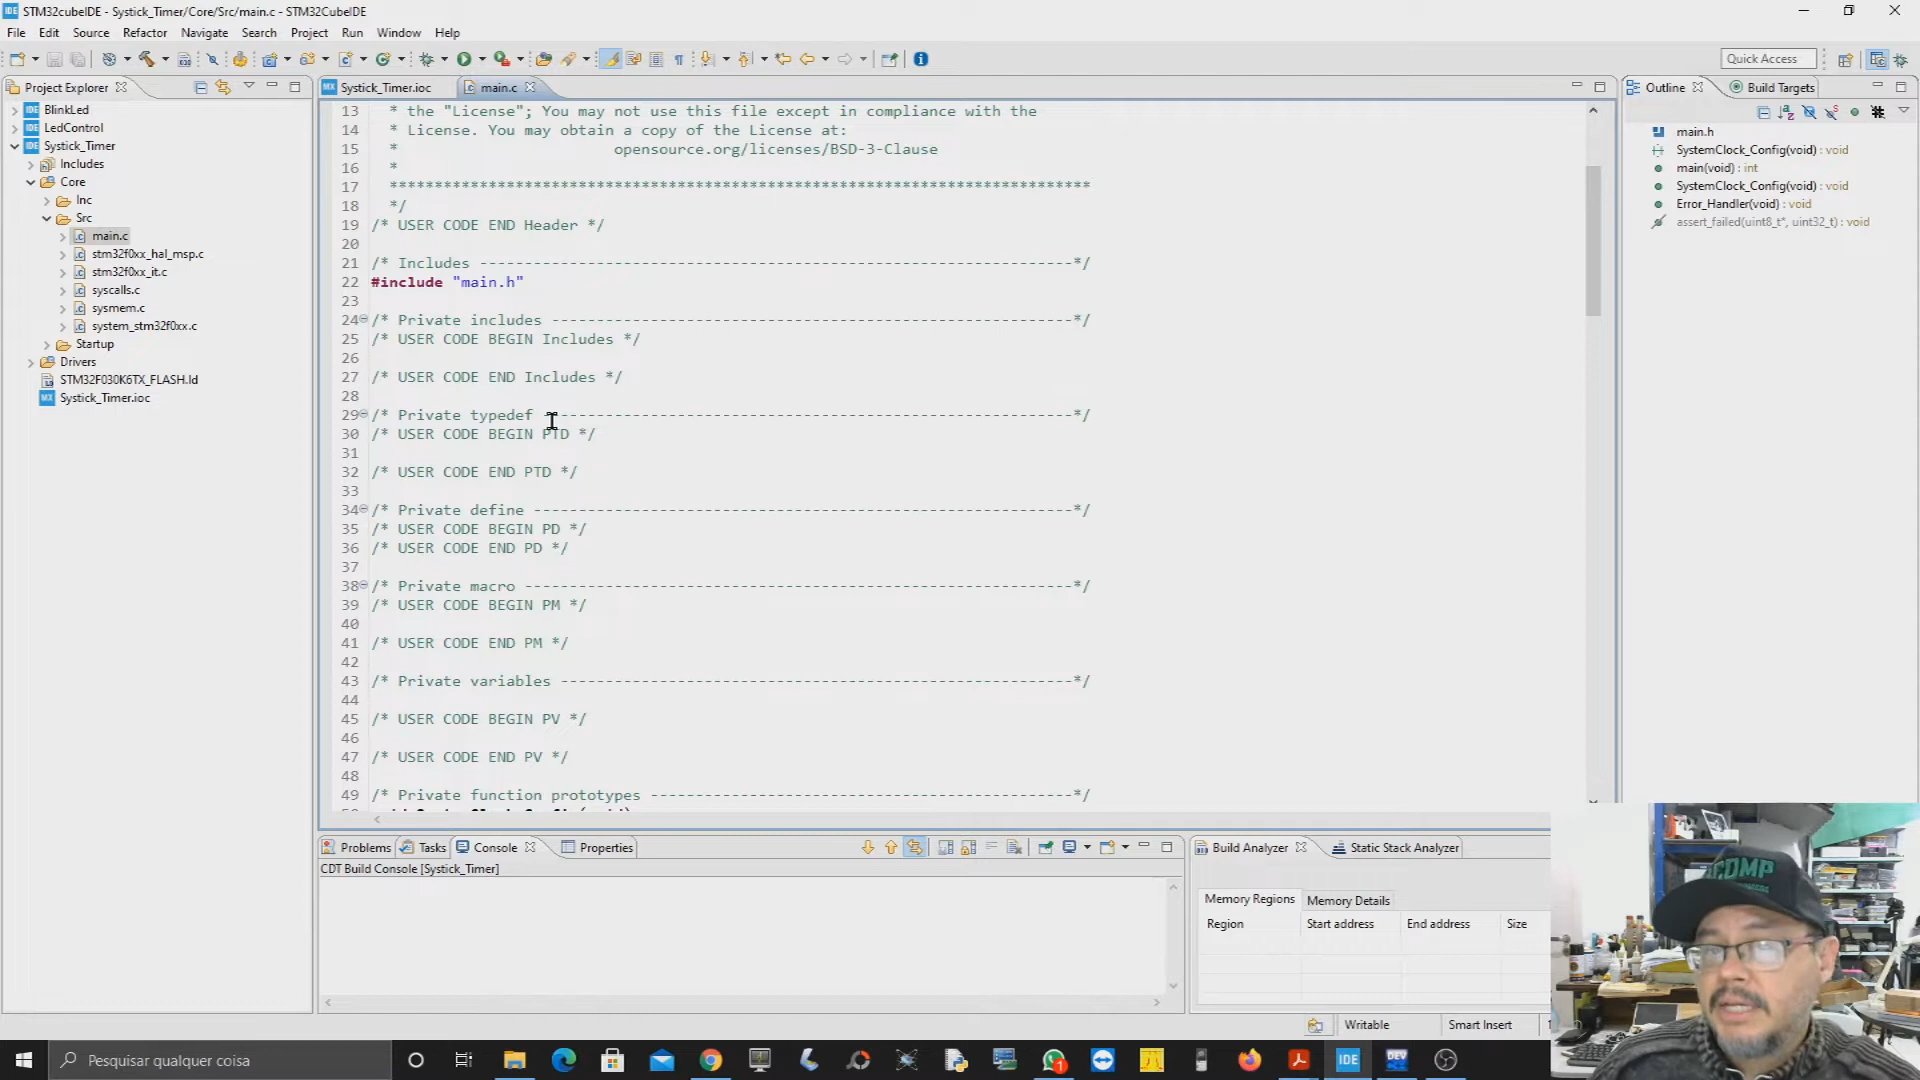 STM32CubeIDE - Systick_Timer/Core/Src/main.c - STM32CubeIDE
File Edit Source Refactor Navigate Search Project Run Window Help
Quick Access
Project Explorer
BlinkLed
LedControl
Systick_Timer
Includes
Core
Inc
Src
main.c
stm32f0xx_hal_msp.c
stm32f0xx_it.c
syscalls.c
sysmem.c
system_stm32f0xx.c
Startup
Drivers
STM32F030K6TX_FLASH.ld
Systick_Timer.ioc
Systick_Timer.ioc main.c
13 * the "License"; You may not use this file except in compliance with the
14 * License. You may obtain a copy of the License at:
15 * opensource.org/licenses/BSD-3-Clause
16 *
17 ******************************************************************************
18 */
19 /* USER CODE END Header */
20
21 /* Includes ------------------------------------------------------------------*/
22 #include "main.h"
23
24 /* Private includes ----------------------------------------------------------*/
25 /* USER CODE BEGIN Includes */
26
27 /* USER CODE END Includes */
28
29 /* Private typedef -----------------------------------------------------------*/
30 /* USER CODE BEGIN PTD */
31
32 /* USER CODE END PTD */
33
34 /* Private define ------------------------------------------------------------*/
35 /* USER CODE BEGIN PD */
36 /* USER CODE END PD */
37
38 /* Private macro -------------------------------------------------------------*/
39 /* USER CODE BEGIN PM */
40
41 /* USER CODE END PM */
42
43 /* Private variables ---------------------------------------------------------*/
44
45 /* USER CODE BEGIN PV */
46
47 /* USER CODE END PV */
48
49 /* Private function prototypes -----------------------------------------------*/
Outline Build Targets
main.h
SystemClock_Config(void) : void
main(void) : int
SystemClock_Config(void) : void
Error_Handler(void) : void
assert_failed(uint8_t*, uint32_t) : void
Problems Tasks Console Properties
CDT Build Console [Systick_Timer]
Build Analyzer Static Stack Analyzer
Memory Regions Memory Details
Region Start address End address Size
Writable Smart Insert
Pesquisar qualquer coisa
IDE
DEV